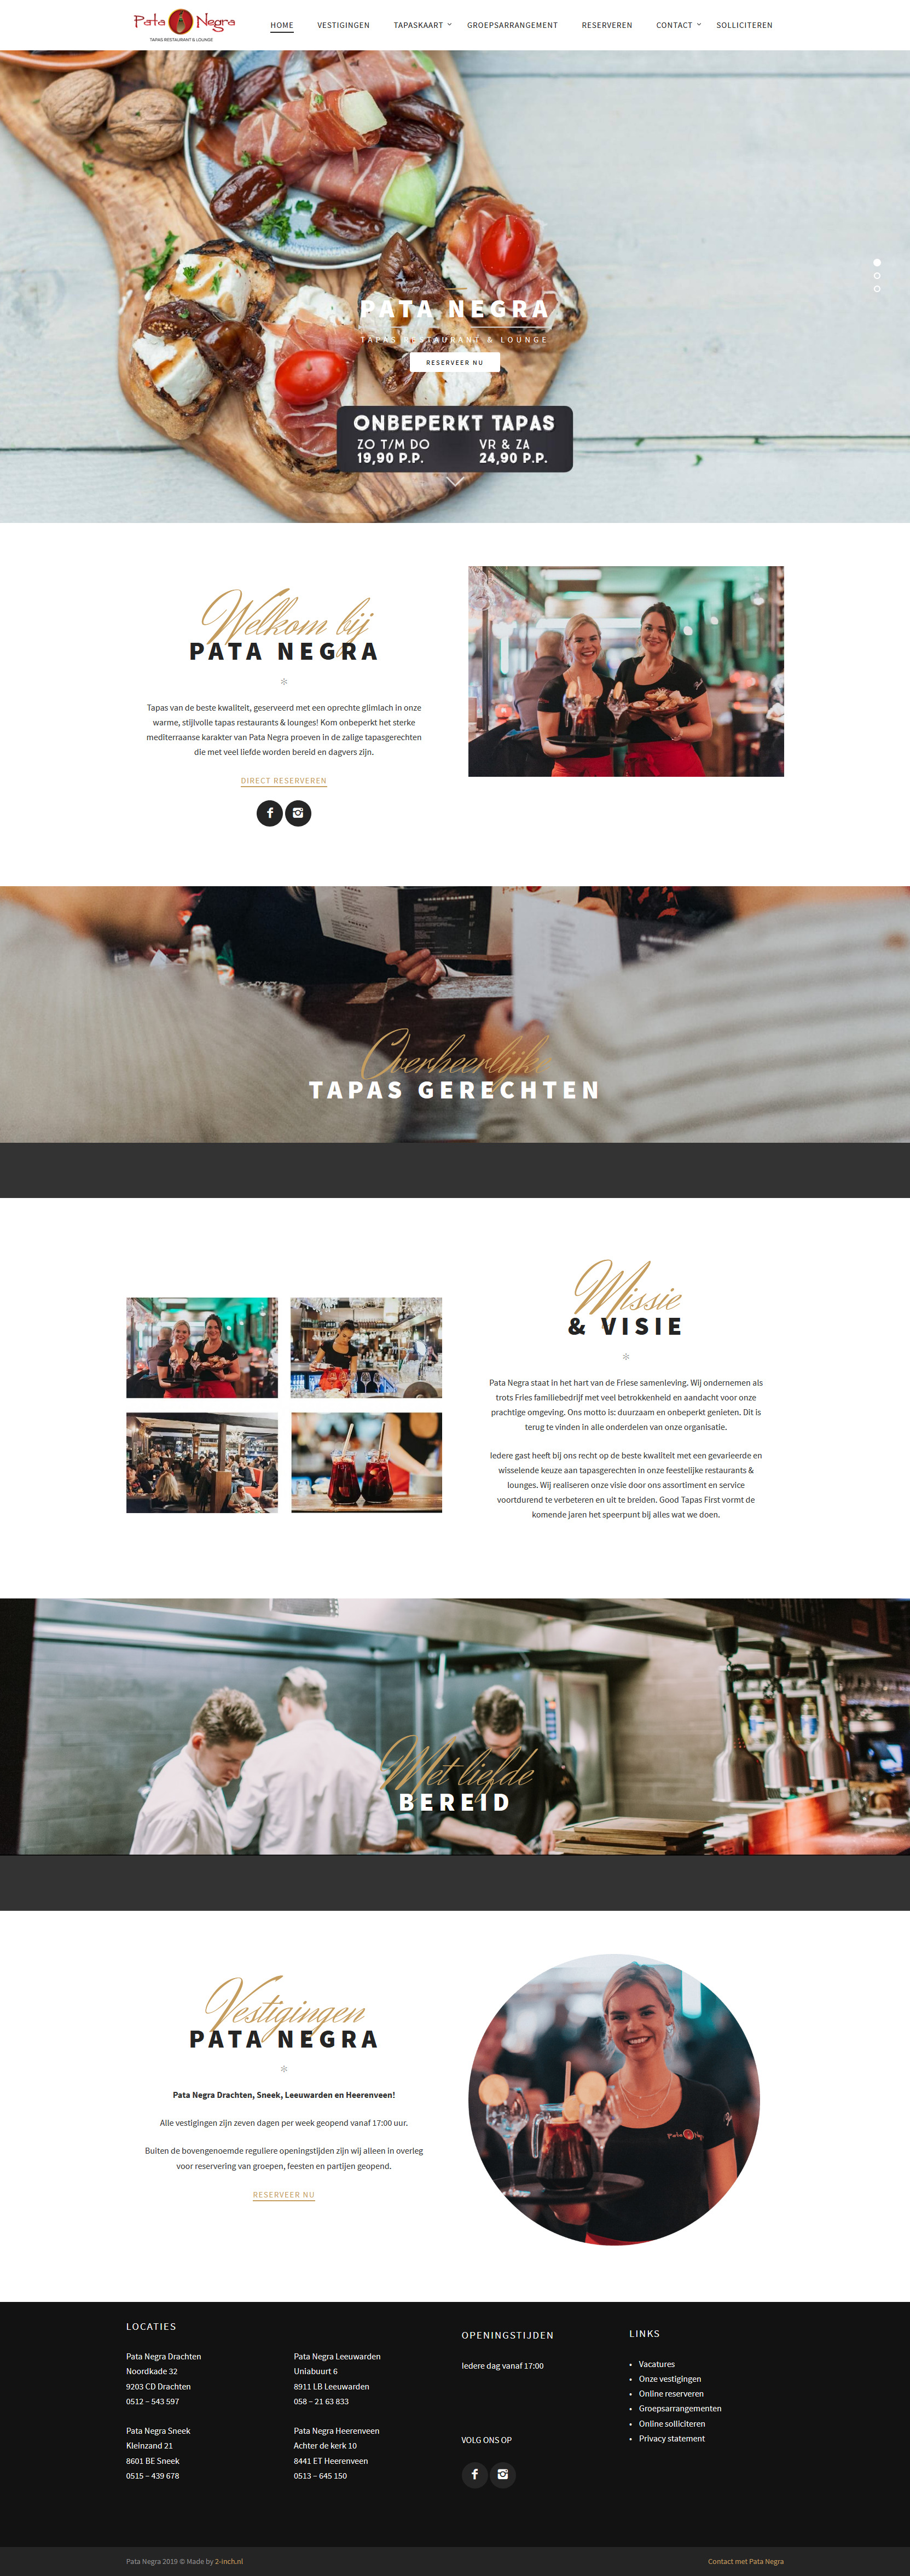 Pata Negra
TAPAS RESTAURANT & LOUNGE
HOME VESTIGINGEN TAPASKAART GROEPSARRANGEMENT RESERVEREN CONTACT SOLLICITEREN
PATA NEGRA
TAPAS RESTAURANT & LOUNGE
RESERVEER NU
ONBEPERKT TAPAS
ZO T/M DO VR & ZA
19,90 P.P. 24,90 P.P.
Welkom bij
PATA NEGRA
Tapas van de beste kwaliteit, geserveerd met een oprechte glimlach in onze
warme, stijlvolle tapas restaurants & lounges! Kom onbeperkt het sterke
mediterraanse karakter van Pata Negra proeven in de zalige tapasgerechten
die met veel liefde worden bereid en dagvers zijn.
DIRECT RESERVEREN
Overheerlijke
TAPAS GERECHTEN
Missie
& VISIE
Pata Negra staat in het hart van de Friese samenleving. Wij ondernemen als
trots Fries familiebedrijf met veel betrokkenheid en aandacht voor onze
prachtige omgeving. Ons motto is: duurzaam en onbeperkt genieten. Dit is
terug te vinden in alle onderdelen van onze organisatie.
Iedere gast heeft bij ons recht op de beste kwaliteit met een gevarieerde en
wisselende keuze aan tapasgerechten in onze feestelijke restaurants &
lounges. Wij realiseren onze visie door ons assortiment en service
voortdurend te verbeteren en uit te breiden. Good Tapas First vormt de
komende jaren het speerpunt bij alles wat we doen.
Met liefde
BEREID
Vestigingen
PATA NEGRA
Pata Negra Drachten, Sneek, Leeuwarden en Heerenveen!
Alle vestigingen zijn zeven dagen per week geopend vanaf 17:00 uur.
Buiten de bovengenoemde reguliere openingstijden zijn wij alleen in overleg
voor reservering van groepen, feesten en partijen geopend.
RESERVEER NU
LOCATIES
Pata Negra Drachten
Noordkade 32
9203 CD Drachten
0512 – 543 597
Pata Negra Sneek
Kleinzand 21
8601 BE Sneek
0515 – 439 678
Pata Negra Leeuwarden
Uniabuurt 6
8911 LB Leeuwarden
058 – 21 63 833
Pata Negra Heerenveen
Achter de kerk 10
8441 ET Heerenveen
0513 – 645 150
OPENINGSTIJDEN
Iedere dag vanaf 17:00
VOLG ONS OP
LINKS
Vacatures
Onze vestigingen
Online reserveren
Groepsarrangementen
Online solliciteren
Privacy statement
Pata Negra 2019 © Made by 2-inch.nl
Contact met Pata Negra